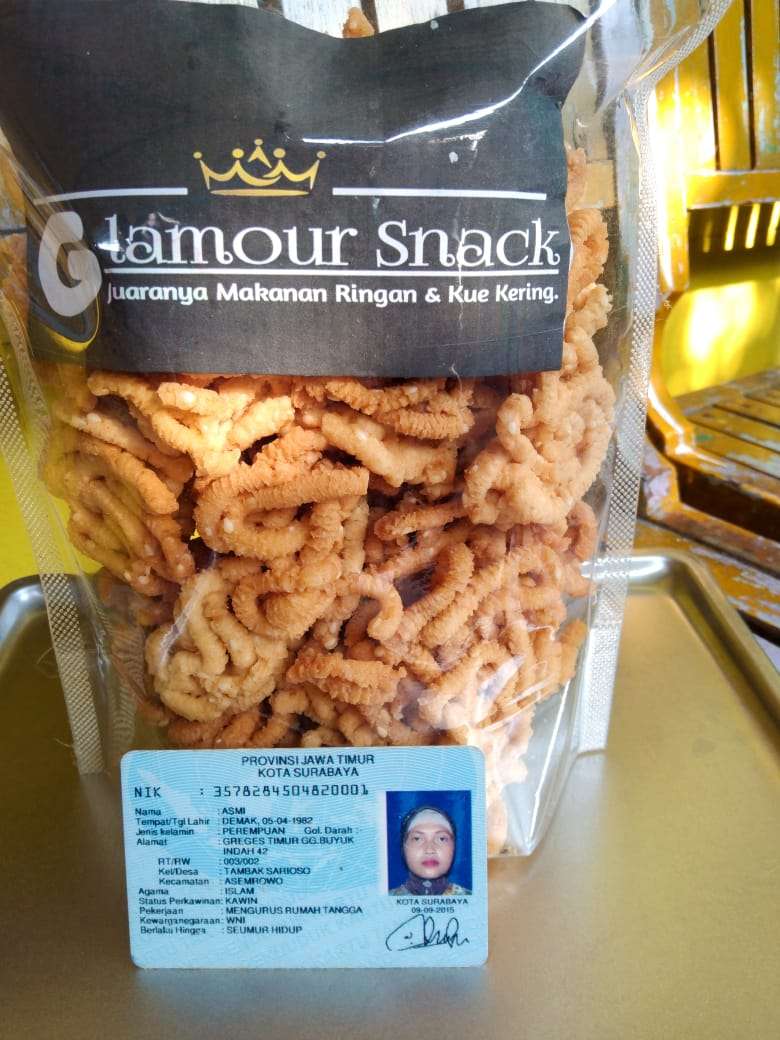 Glamour Snack
Juaranya Makanan Ringan & Kue Kering.
PROVINSI JAWA TIMUR
KOTA SURABAYA
NIK : 3578284504820001
Nama : ASMI
Tempat/Tgl Lahir : DEMAK, 05-04-1982
Jenis kelamin : PEREMPUAN Gol. Darah :-
Alamat : GREGES TIMUR GG.BUYUK
INDAH 42
RT/RW : 003/002
Kel/Desa : TAMBAK SARIOSO
Kecamatan : ASEMROWO
Agama : ISLAM
Status Perkawinan: KAWIN
Pekerjaan : MENGURUS RUMAH TANGGA
Kewarganegaraan: WNI
Berlaku Hingga : SEUMUR HIDUP
KOTA SURABAYA
09-09-2015